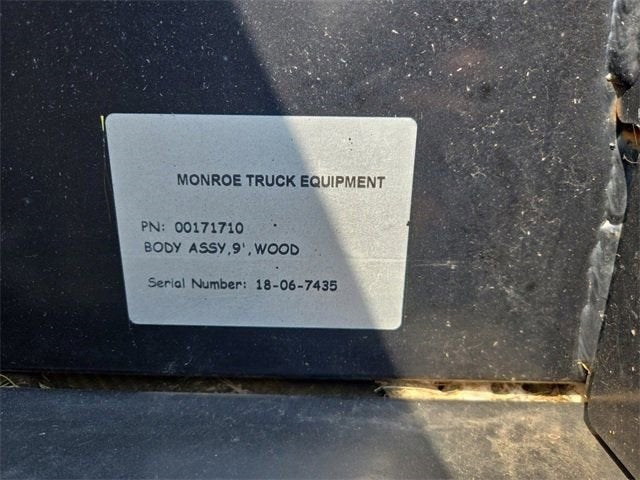 MONROE TRUCK EQUIPMENT
PN: 00171710
BODY ASSY,9',WOOD
Serial Number: 18-06-7435